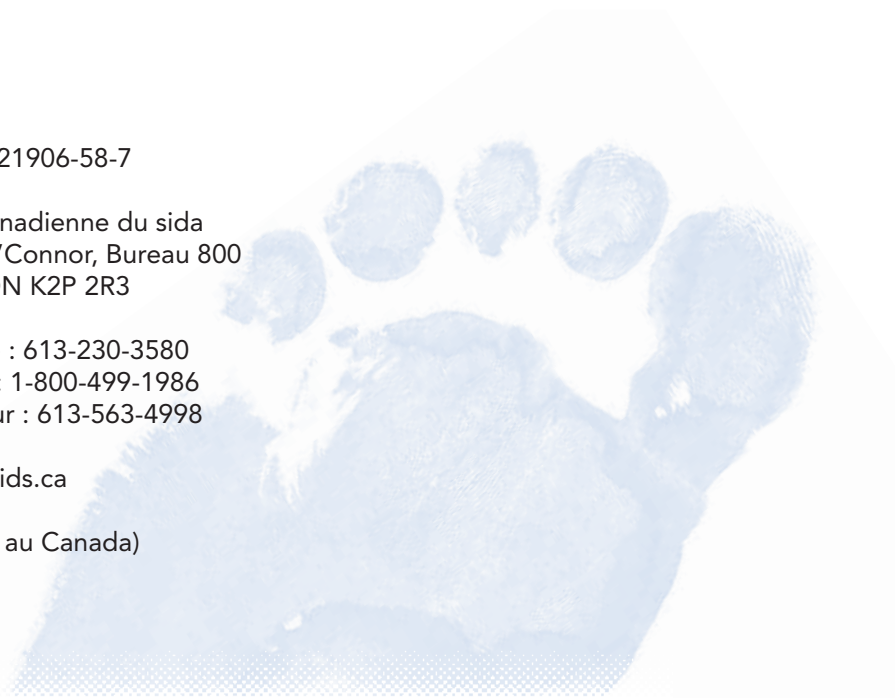 21906-58-7
nadienne du sida
'Connor, Bureau 800
N K2P 2R3
: 613-230-3580
: 1-800-499-1986
ur : 613-563-4998
ids.ca
au Canada)